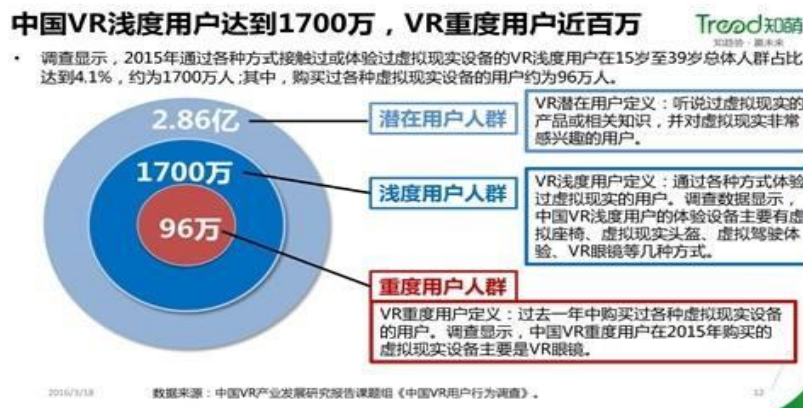 中国VR浅度用户达到1700万，VR重度用户近百万
Trend知萌
知趋势·赢未来
• 调查显示，2015年通过各种方式接触过或体验过虚拟现实设备的VR浅度用户在15岁至39岁总体人群占比
达到4.1%，约为1700万人;其中，购买过各种虚拟现实设备的用户约为96万人。
2.86亿
1700万
96万
潜在用户人群
VR潜在用户定义：听说过虚拟现实的
产品或相关知识，并对虚拟现实非常
感兴趣的用户。
浅度用户人群
VR浅度用户定义：通过各种方式体验
过虚拟现实的用户。调查数据显示，
中国VR浅度用户的体验设备主要有虚
拟座椅、虚拟现实头盔、虚拟驾驶体
验、VR眼镜等几种方式。
重度用户人群
VR重度用户定义：过去一年中购买过各种虚拟现实设备
的用户。调查显示，中国VR重度用户在2015年购买的
虚拟现实设备主要是VR眼镜。
2016/3/18
数据来源：中国VR产业发展研究报告课题组《中国VR用户行为调查》。
12